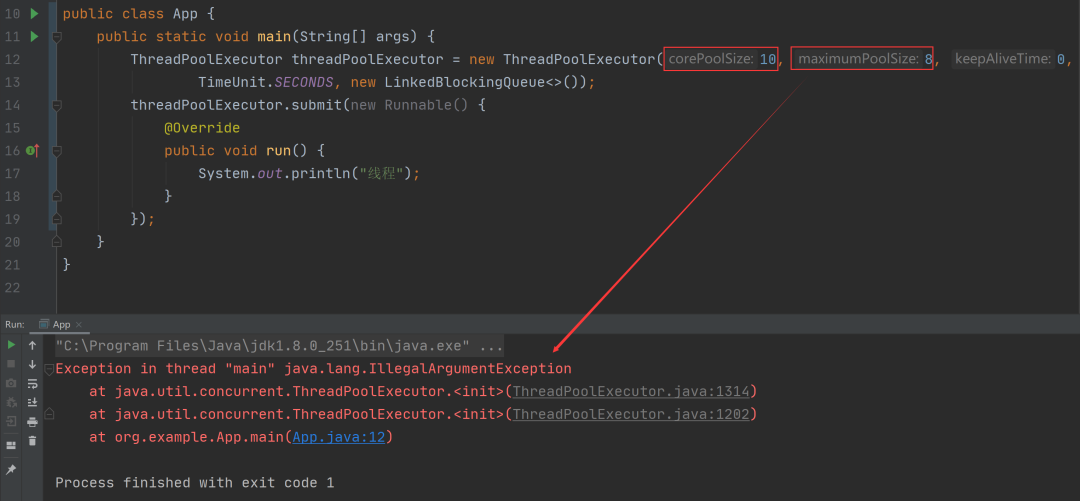 10 public class App {
11 public static void main(String[] args) {
12 ThreadPoolExecutor threadPoolExecutor = new ThreadPoolExecutor( corePoolSize: 10, maximumPoolSize: 8, keepAliveTime: 0,
13 TimeUnit.SECONDS, new LinkedBlockingQueue<>());
14 threadPoolExecutor.submit(new Runnable() {
15 @Override
16 public void run() {
17 System.out.println("线程");
18 }
19 });
20 }
21 }
22
Run: App ×
"C:\Program Files\Java\jdk1.8.0_251\bin\java.exe" ...
Exception in thread "main" java.lang.IllegalArgumentException
at java.util.concurrent.ThreadPoolExecutor.<init>(ThreadPoolExecutor.java:1314)
at java.util.concurrent.ThreadPoolExecutor.<init>(ThreadPoolExecutor.java:1202)
at org.example.App.main(App.java:12)
Process finished with exit code 1